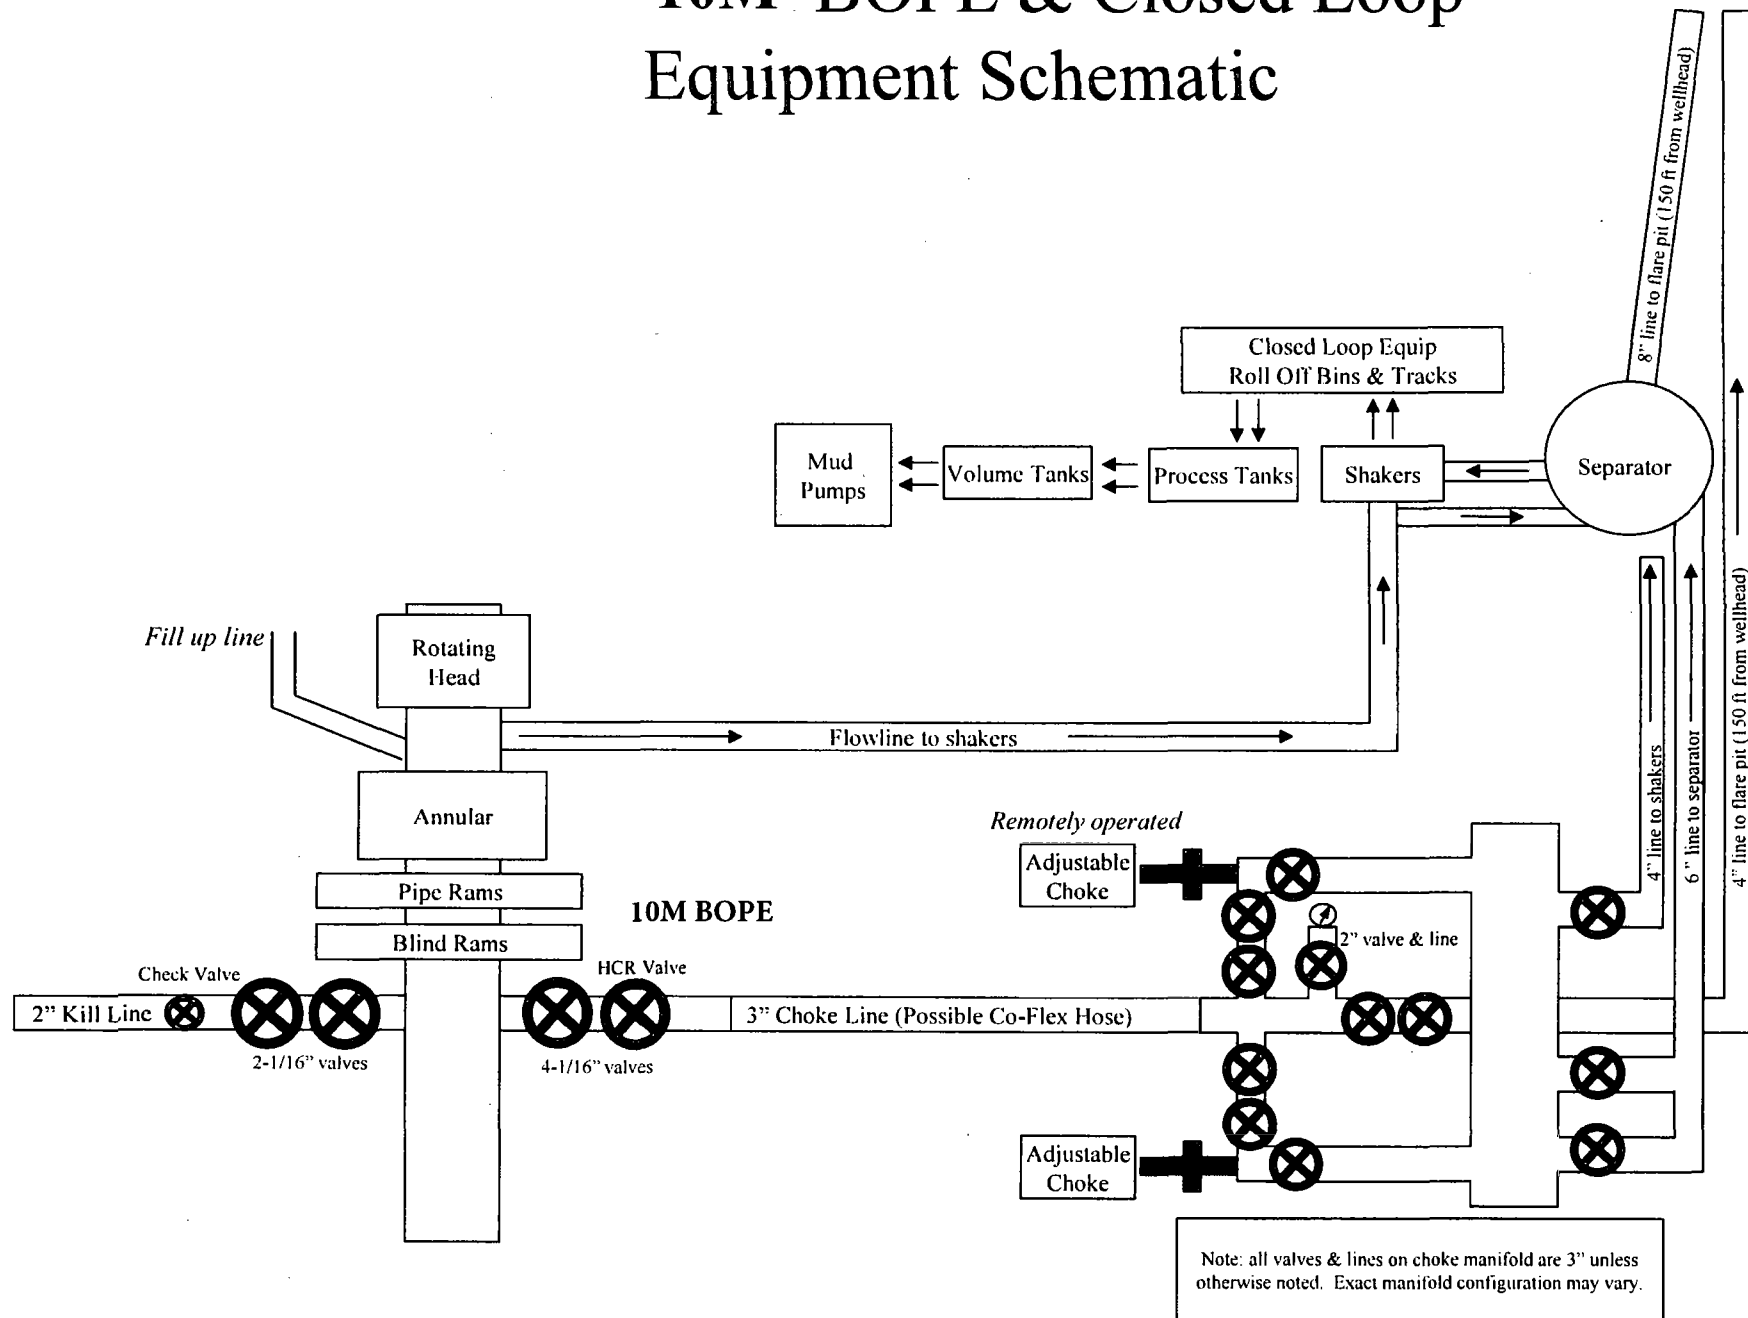 10M BOPE & Closed Loop
Equipment Schematic
8" line to flare pit (150 ft from wellhead)
Closed Loop Equip
Roll Off Bins & Tracks
Mud
Pumps
Volume Tanks
Process Tanks
Shakers
Separator
Fill up line
Rotating
Head
Flowline to shakers
Annular
Pipe Rams
Blind Rams
10M BOPE
Check Valve
HCR Valve
2" Kill Line
3" Choke Line (Possible Co-Flex Hose)
2-1/16" valves
4-1/16" valves
Remotely operated
Adjustable
Choke
2" valve & line
Adjustable
Choke
4" line to shakers
6 " line to separator
4" line to flare pit (150 ft from wellhead)
Note: all valves & lines on choke manifold are 3" unless
otherwise noted. Exact manifold configuration may vary.